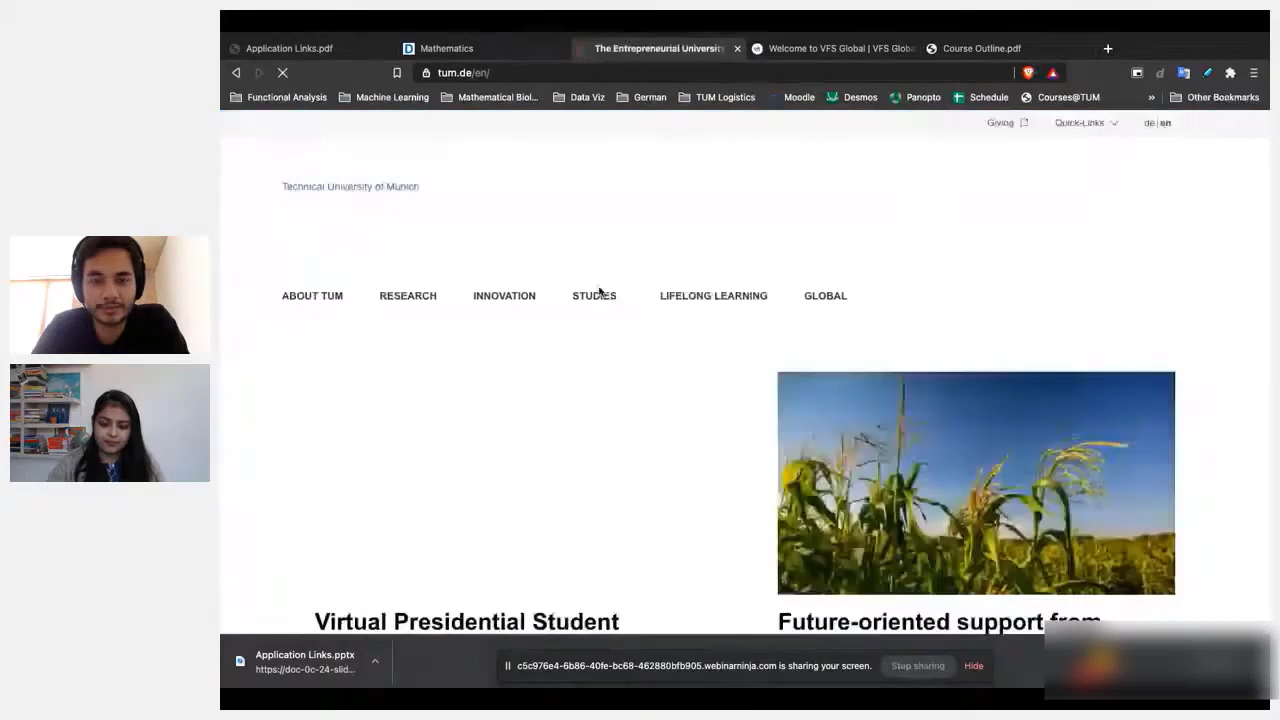 Application Links.pdf
Mathematics
The Entrepreneurial University
Welcome to VFS Global | VFS Globa
Course Outline.pdf
tum.de/en/
Functional Analysis
Machine Learning
Mathematical Biol...
Data Viz
German
TUM Logistics
Moodle
Desmos
Panopto
Schedule
Courses@TUM
»
Other Bookmarks
Giving
Quick-Links
de | en
Technical University of Munich
ABOUT TUM
RESEARCH
INNOVATION
STUDIES
LIFELONG LEARNING
GLOBAL
Virtual Presidential Student
Future-oriented support from
Application Links.pptx
https://doc-0c-24-slid...
c5c976e4-6b86-40fe-bc68-462880bfb905.webinarninja.com is sharing your screen.
Stop sharing
Hide